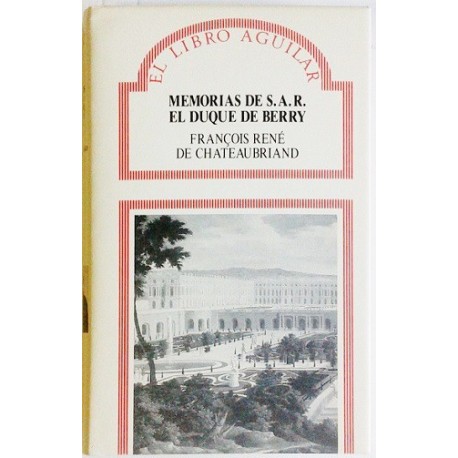 EL LIBRO AGUILAR
MEMORIAS DE S.A.R.
EL DUQUE DE BERRY
FRANÇOIS RENÉ
DE CHATEAUBRIAND